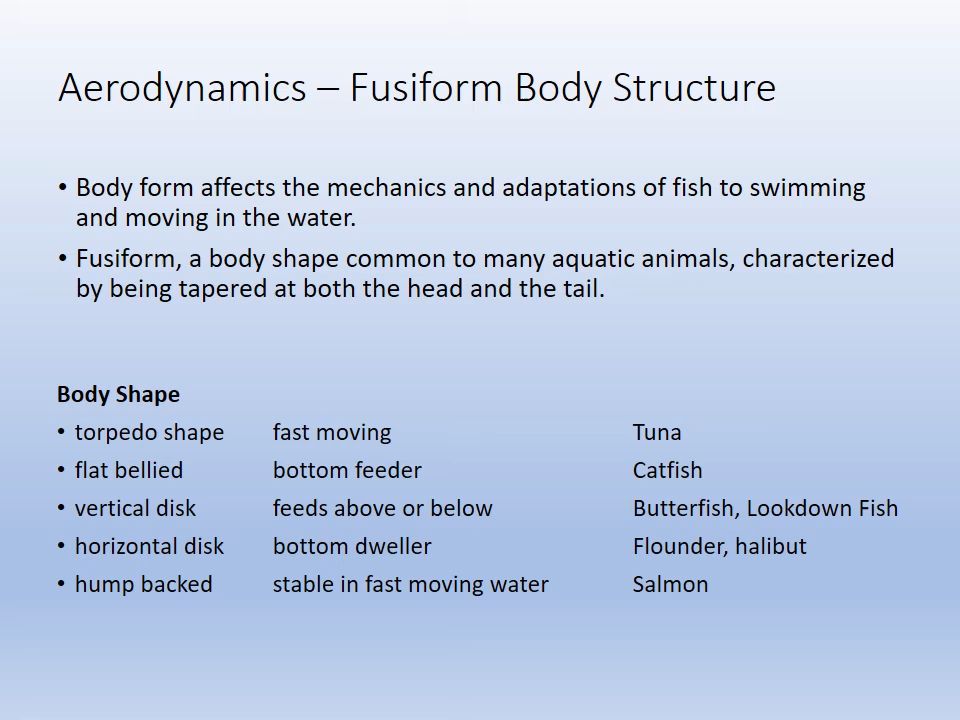 Aerodynamics – Fusiform Body Structure
• Body form affects the mechanics and adaptations of fish to swimming
and moving in the water.
• Fusiform, a body shape common to many aquatic animals, characterized
by being tapered at both the head and the tail.
Body Shape
• torpedo shape fast moving Tuna
• flat bellied bottom feeder Catfish
• vertical disk feeds above or below Butterfish, Lookdown Fish
• horizontal disk bottom dweller Flounder, halibut
• hump backed stable in fast moving water Salmon